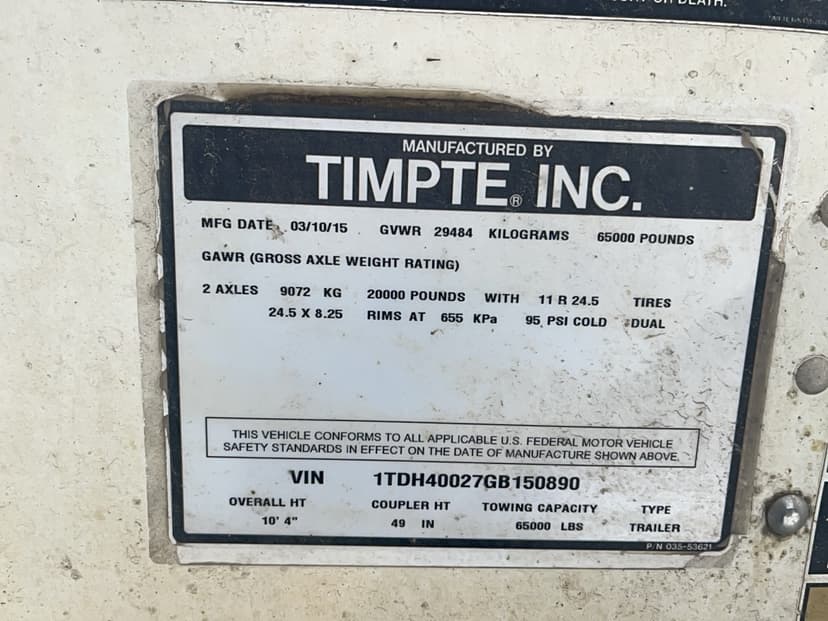 OR DEATH.
MANUFACTURED BY
TIMPTE® INC.
MFG DATE 03/10/15 GVWR 29484 KILOGRAMS 65000 POUNDS
GAWR (GROSS AXLE WEIGHT RATING)
2 AXLES 9072 KG 20000 POUNDS WITH 11 R 24.5 TIRES
24.5 X 8.25 RIMS AT 655 KPa 95 PSI COLD DUAL
THIS VEHICLE CONFORMS TO ALL APPLICABLE U.S. FEDERAL MOTOR VEHICLE
SAFETY STANDARDS IN EFFECT ON THE DATE OF MANUFACTURE SHOWN ABOVE.
VIN 1TDH40027GB150890
OVERALL HT COUPLER HT TOWING CAPACITY TYPE
10' 4" 49 IN 65000 LBS TRAILER
P/N 035-53621